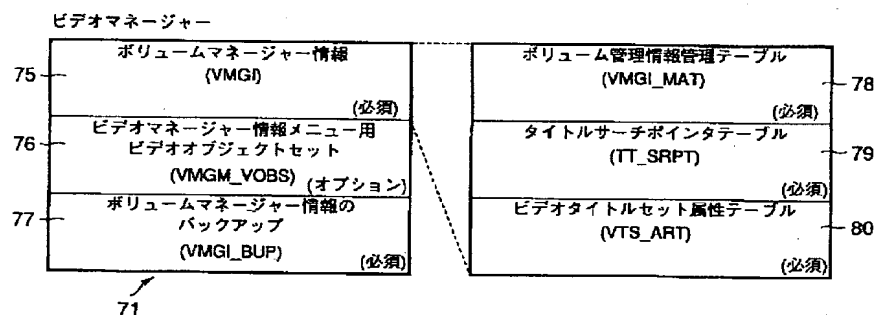 ビデオマネージャー
75
ボリュームマネージャー情報
(VMGI)
(必須)
76
ビデオマネージャー情報メニュー用
ビデオオブジェクトセット
(VMGM_VOBS)
(オプション)
77
ボリュームマネージャー情報の
バックアップ
(VMGI_BUP)
(必須)
71
ボリューム管理情報管理テーブル
(VMGI_MAT)
(必須)
78
タイトルサーチポインタテーブル
(TT_SRPT)
(必須)
79
ビデオタイトルセット属性テーブル
(VTS_ART)
(必須)
80